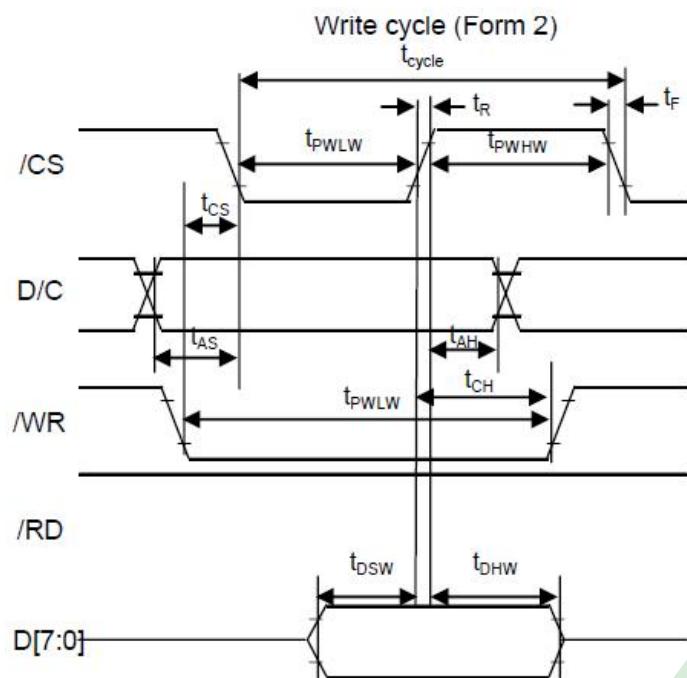 Write cycle (Form 2)
tcycle
tR
tF
/CS
tPWLW
tPWHW
tCS
D/C
tAS
tAH
tCH
/WR
tPWLW
/RD
tDSW
tDHW
D[7:0]